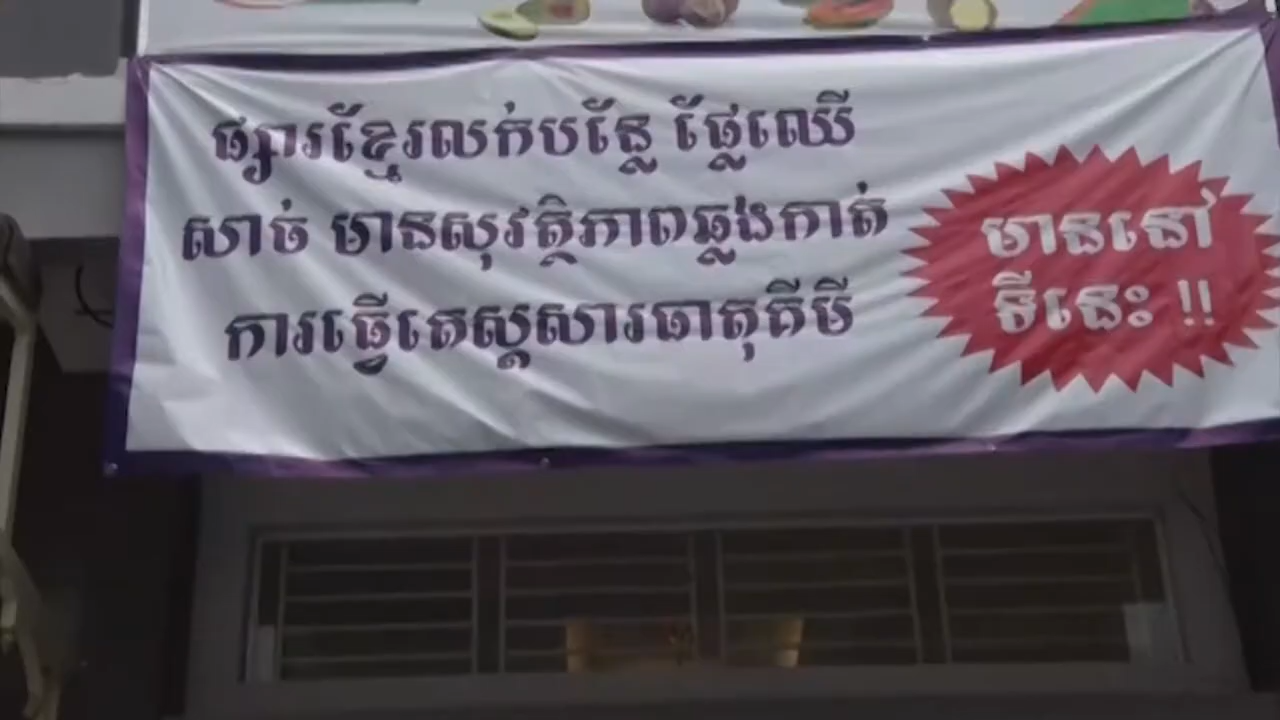 ផ្សារខ្មែរលក់បន្លែ ផ្លែឈើ
សាច់ មានសុវត្ថិភាពឆ្លងកាត់
ការធ្វើតេស្តសារធាតុគីមី
មាននៅ
ទីនេះ !!